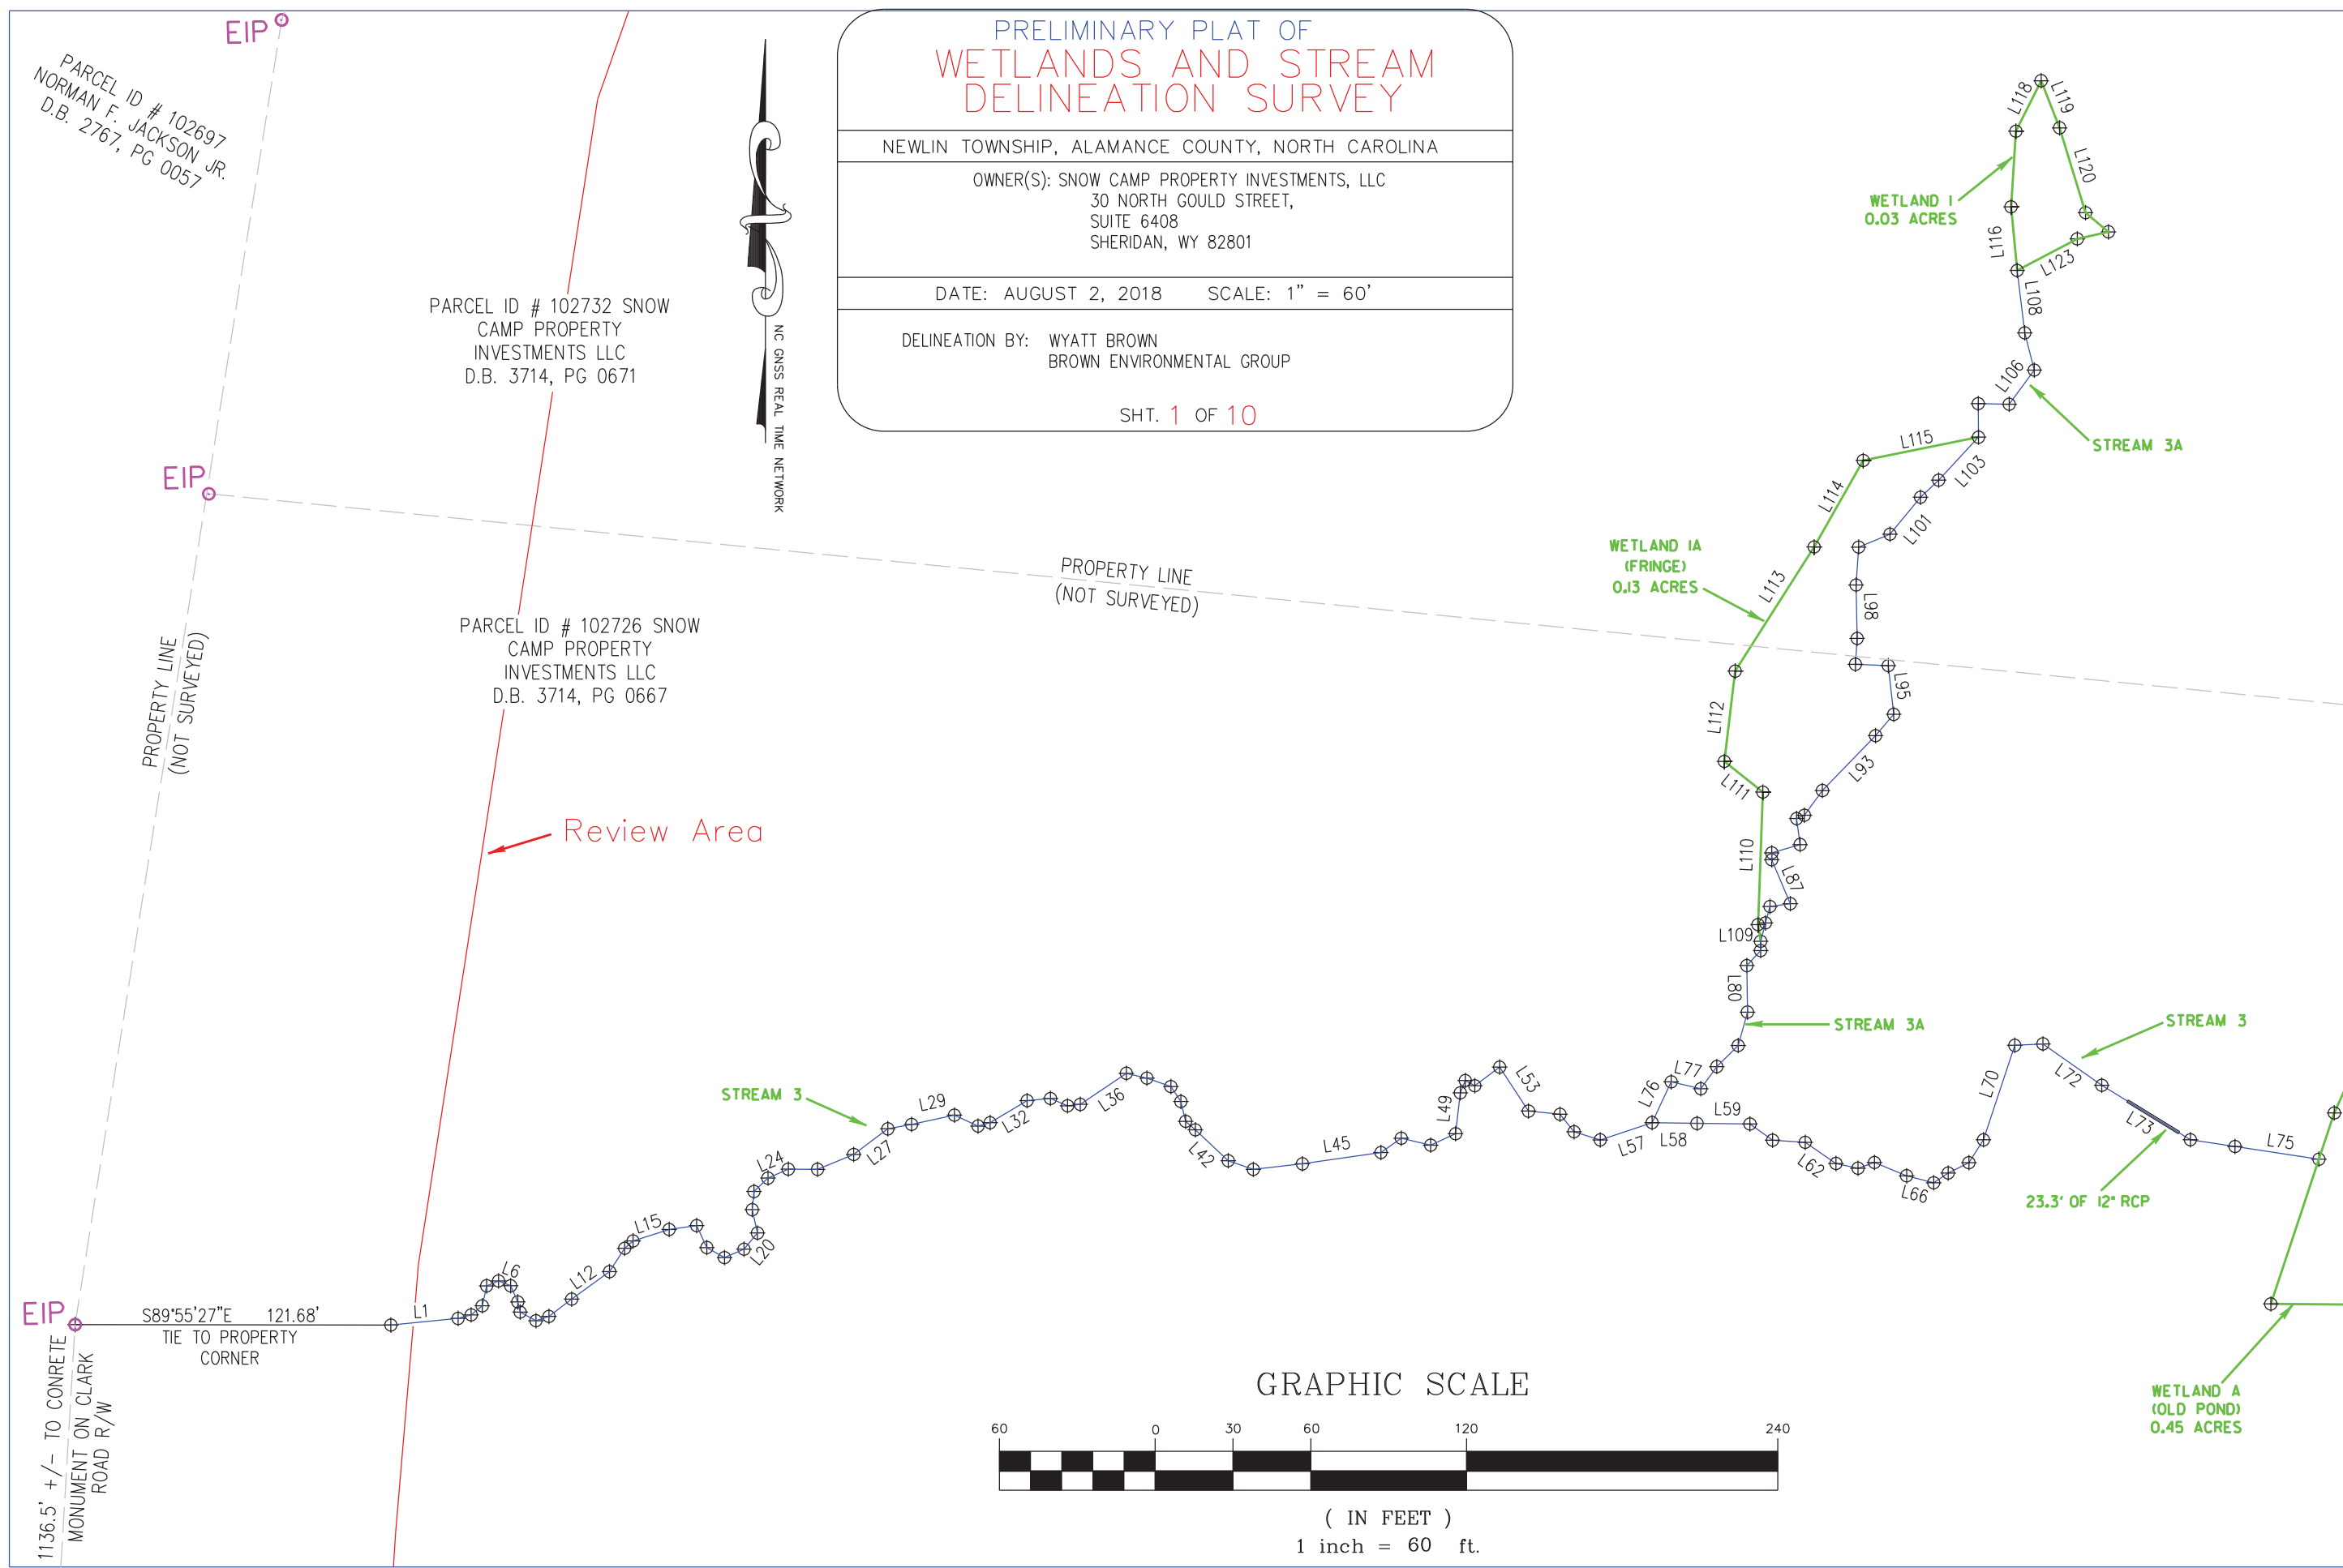 EIP
PARCEL ID # 102697
NORMAN F. JACKSON JR.
D.B. 2767, PG 0057
PRELIMINARY PLAT OF
WETLANDS AND STREAM
DELINEATION SURVEY
NEWLIN TOWNSHIP, ALAMANCE COUNTY, NORTH CAROLINA
OWNER(S): SNOW CAMP PROPERTY INVESTMENTS, LLC
30 NORTH GOULD STREET,
SUITE 6408
SHERIDAN, WY 82801
DATE: AUGUST 2, 2018 SCALE: 1" = 60'
DELINEATION BY: WYATT BROWN
BROWN ENVIRONMENTAL GROUP
SHT. 1 OF 10
NC GNSS REAL TIME NETWORK
PARCEL ID # 102732 SNOW
CAMP PROPERTY
INVESTMENTS LLC
D.B. 3714, PG 0671
EIP
PARCEL ID # 102726 SNOW
CAMP PROPERTY
INVESTMENTS LLC
D.B. 3714, PG 0667
PROPERTY LINE
(NOT SURVEYED)
PROPERTY LINE
(NOT SURVEYED)
Review Area
L118
L119
L120
WETLAND 1
0.03 ACRES
L116
L123
L108
L106
STREAM 3A
L115
L103
L114
L101
WETLAND 1A
(FRINGE)
0.13 ACRES
L113
L98
L95
L112
L93
L111
L110
L87
L109
L80
STREAM 3A
STREAM 3
L77
L76
L70
L72
L73
L75
23.3' OF 12" RCP
STREAM 3
L53
L49
L59
L58
L57
L62
L66
L45
L42
L36
L32
L29
L27
L24
L20
L15
L12
L6
L1
EIP
S89°55'27"E 121.68'
TIE TO PROPERTY
CORNER
1136.5' +/- TO CONRETE
MONUMENT ON CLARK
ROAD R/W
WETLAND A
(OLD POND)
0.45 ACRES
GRAPHIC SCALE
60 0 30 60 120 240
( IN FEET )
1 inch = 60 ft.